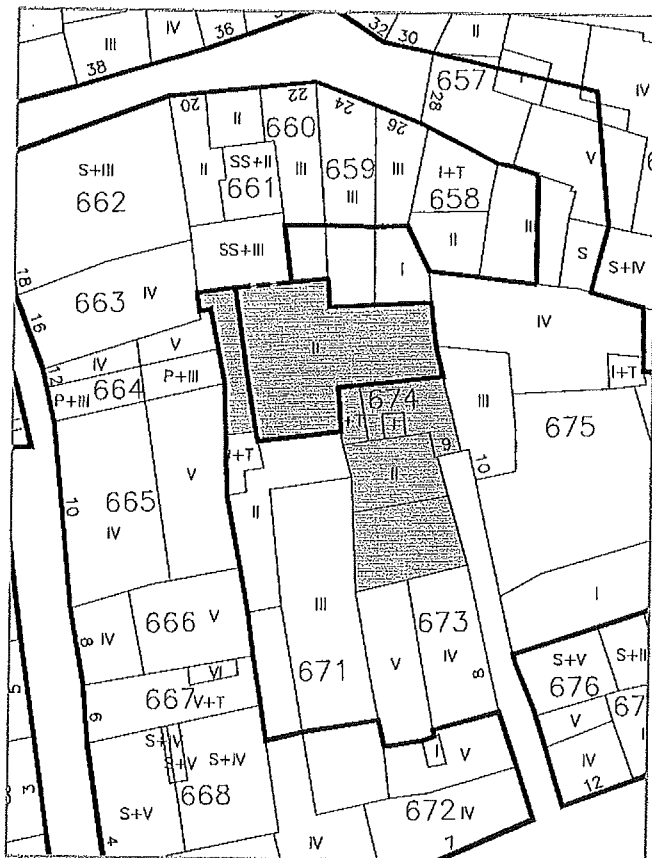 IV
36
32
30
II
III
38
657
I
IV
20
22
24
28
II
660
26
V
S+III
II
SS+II
III
659
III
I+T
662
661
III
658
III
SS+III
I
II
S
S+IV
18
663
IV
16
IV
II
V
IV
I+T
12
664
P+III
674
III
675
P+III
+T
I
9
10
V
I+T
II
10
665
II
IV
I
III
673
666
V
IV
8
IV
V
8
671
S+V
S+II
VI
676
5
667
V+T
67
V
I
6
S+IV
S+V
S+IV
I
V
IV
3
668
12
S+V
672
IV
4
IV
7